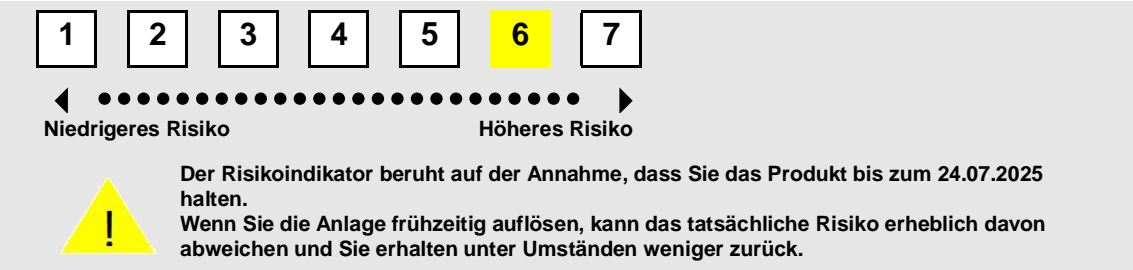 1 2 3 4 5 6 7
Niedrigeres Risiko Höheres Risiko
Der Risikoindikator beruht auf der Annahme, dass Sie das Produkt bis zum 24.07.2025
halten.
Wenn Sie die Anlage frühzeitig auflösen, kann das tatsächliche Risiko erheblich davon
abweichen und Sie erhalten unter Umständen weniger zurück.
!